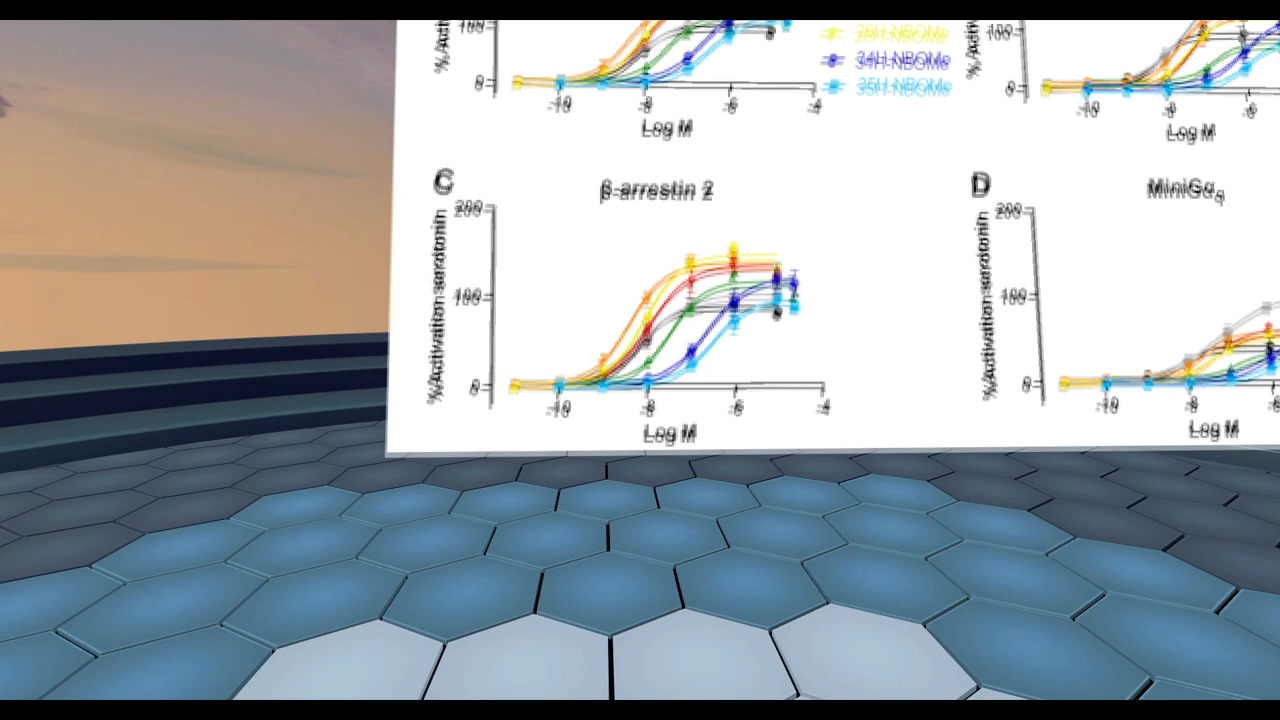 100
0
-10
-8
-6
-4
Log M
34H-NBOMe
35H-NBOMe
100
0
-10
-8
-6
Log M
C
β-arrestin 2
%Activation serotonin
200
100
0
-10
-8
-6
-4
Log M
D
MiniGαq
%Activation serotonin
200
100
0
-10
-8
-6
Log M